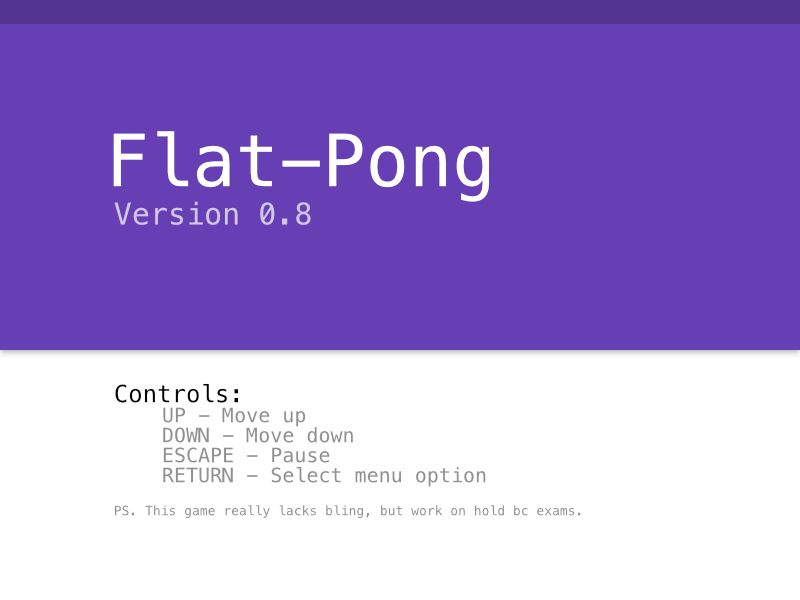 Flat-Pong
Version 0.8
Controls:
UP - Move up
DOWN - Move down
ESCAPE - Pause
RETURN - Select menu option
PS. This game really lacks bling, but work on hold bc exams.